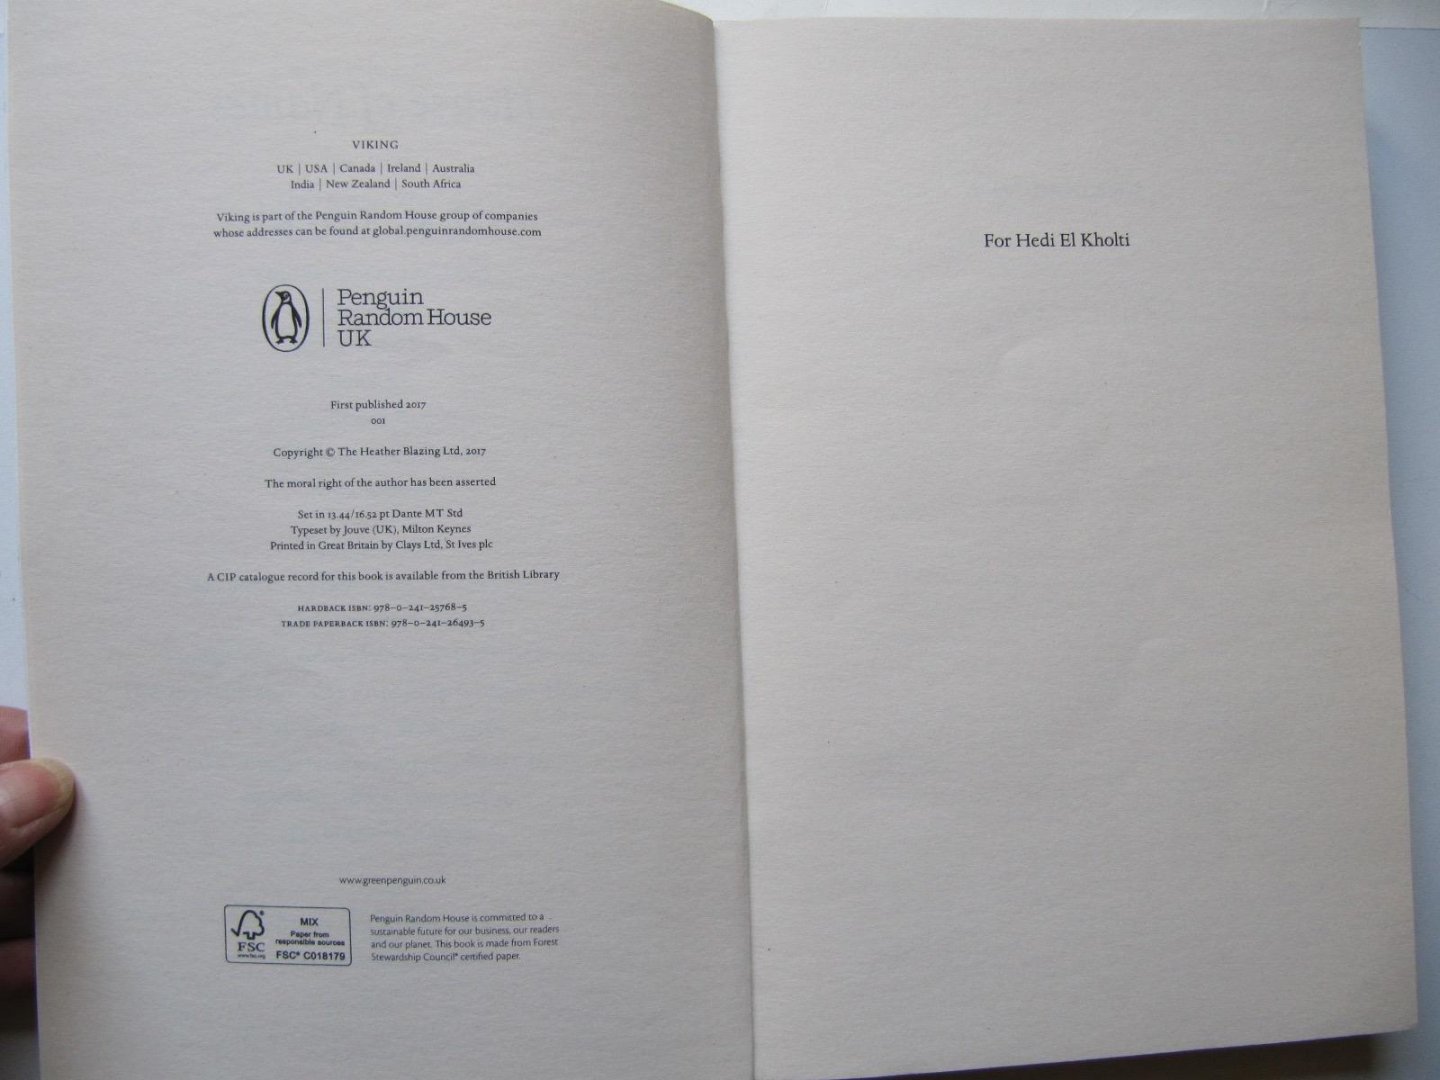 VIKING
UK | USA | Canada | Ireland | Australia
India | New Zealand | South Africa
Viking is part of the Penguin Random House group of companies
whose addresses can be found at global.penguinrandomhouse.com
Penguin
Random House
UK
First published 2017
001
Copyright © The Heather Blazing Ltd, 2017
The moral right of the author has been asserted
Set in 13.44/16.52 pt Dante MT Std
Typeset by Jouve (UK), Milton Keynes
Printed in Great Britain by Clays Ltd, St Ives plc
A CIP catalogue record for this book is available from the British Library
HARDBACK ISBN: 978–0–241–25768–5
TRADE PAPERBACK ISBN: 978–0–241–26493–5
www.greenpenguin.co.uk
FSC
www.fsc.org
MIX
Paper from
responsible sources
FSC® C018179
Penguin Random House is committed to a
sustainable future for our business, our readers
and our planet. This book is made from Forest
Stewardship Council® certified paper.
For Hedi El Kholti